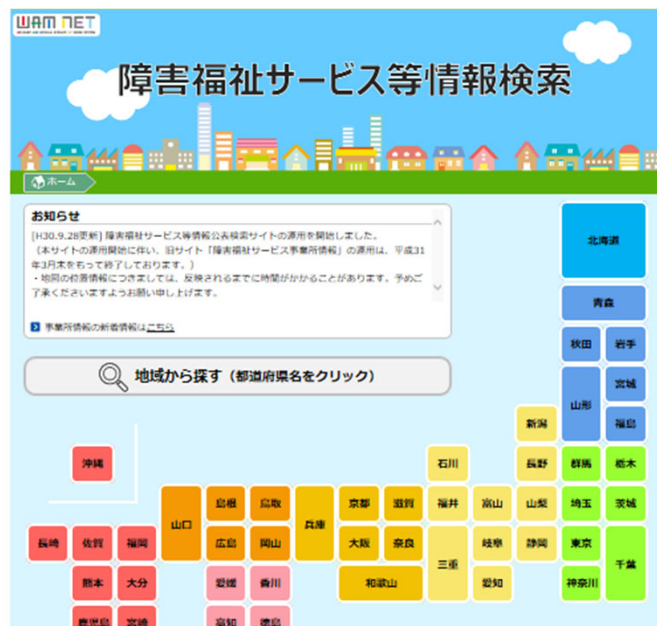 WAM NET
障害福祉サービス等情報検索
ホーム
お知らせ
[H30.9.28更新] 障害福祉サービス等情報公表検索サイトの運用を開始しました。
(本サイトの運用開始に伴い、旧サイト「障害福祉サービス事業所情報」の運用は、平成31
年3月末をもって終了しております。)
・地図の位置情報につきましては、反映されるまでに時間がかかることがあります。予めご
了承くださいますようお願い申し上げます。
事業所情報の新着情報はこちら
地域から探す(都道府県名をクリック)
北海道
青森
秋田 岩手
宮城
山形
福島
新潟
沖縄 石川 長野 群馬 栃木
山口 島根 鳥取 兵庫 京都 滋賀 福井 富山 山梨 埼玉 茨城
長崎 佐賀 福岡 広島 岡山 大阪 奈良 三重 岐阜 静岡 東京 千葉
熊本 大分 愛媛 香川 和歌山 愛知 神奈川
鹿児島 宮崎 高知 徳島